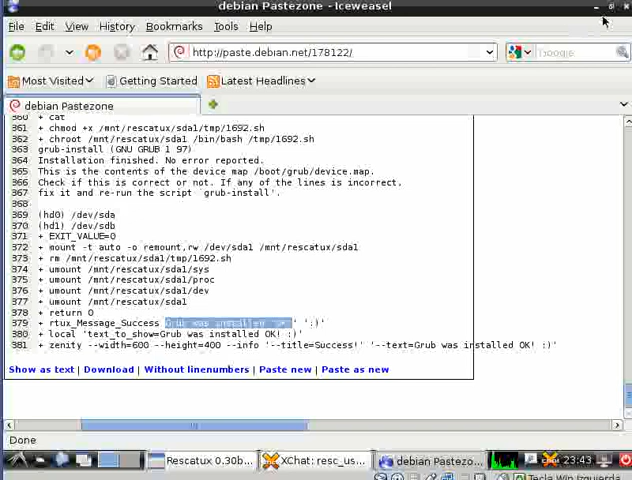 debian Pastezone - Iceweasel
File Edit View History Bookmarks Tools Help
http://paste.debian.net/178122/
Google
Most Visited Getting Started Latest Headlines
debian Pastezone
360 + cat
361 + chmod +x /mnt/rescatux/sda1/tmp/1692.sh
362 + chroot /mnt/rescatux/sda1 /bin/bash /tmp/1692.sh
363 grub-install (GNU GRUB 1 97)
364 Installation finished. No error reported.
365 This is the contents of the device map /boot/grub/device.map.
366 Check if this is correct or not. If any of the lines is incorrect,
367 fix it and re-run the script `grub-install'.
368
369 (hd0) /dev/sda
370 (hd1) /dev/sdb
371 + EXIT_VALUE=0
372 + mount -t auto -o remount,rw /dev/sda1 /mnt/rescatux/sda1
373 + rm /mnt/rescatux/sda1/tmp/1692.sh
374 + umount /mnt/rescatux/sda1/sys
375 + umount /mnt/rescatux/sda1/proc
376 + umount /mnt/rescatux/sda1/dev
377 + umount /mnt/rescatux/sda1
378 + return 0
379 + rtux_Message_Success 'Grub was installed 'OK!' ':)'
380 + local 'text_to_show=Grub was installed OK! :)'
381 + zenity --width=600 --height=400 --info '--title=Success!' '--text=Grub was installed OK! :)'
Show as text | Download | Without linenumbers | Paste new | Paste as new
Done
Rescatux 0.30b... XChat: resc_us... debian Pastezo... 23:43
Tecla Win Izquierda